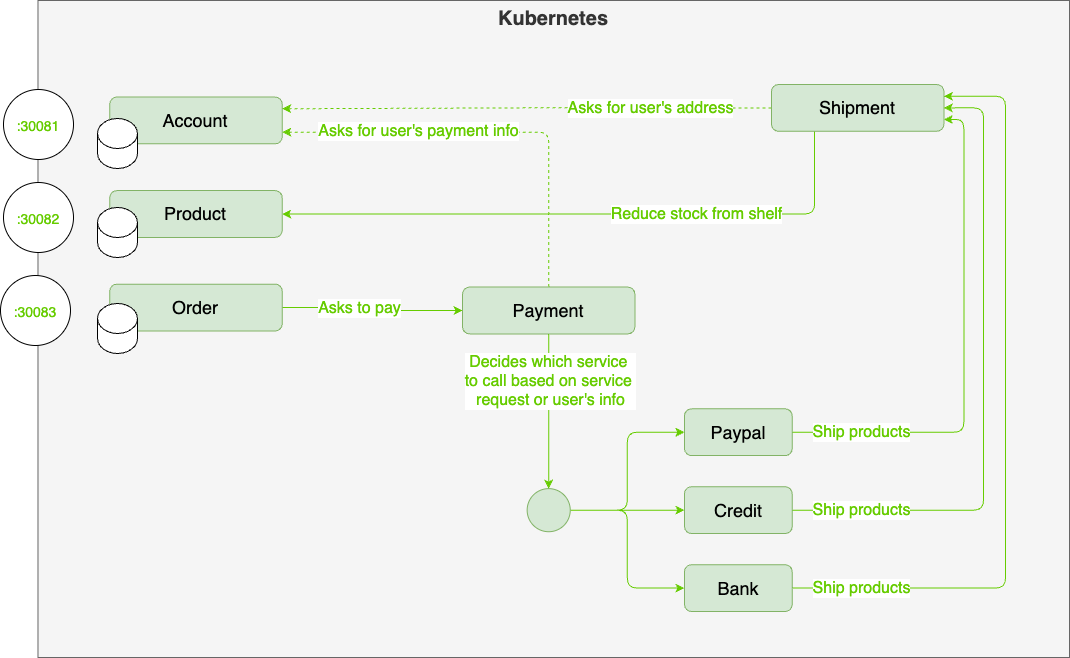 Kubernetes
:30081
Account
Asks for user's address
Shipment
Asks for user's payment info
:30082
Product
Reduce stock from shelf
:30083
Order
Asks to pay
Payment
Decides which service
to call based on service
request or user's info
Paypal
Ship products
Credit
Ship products
Bank
Ship products